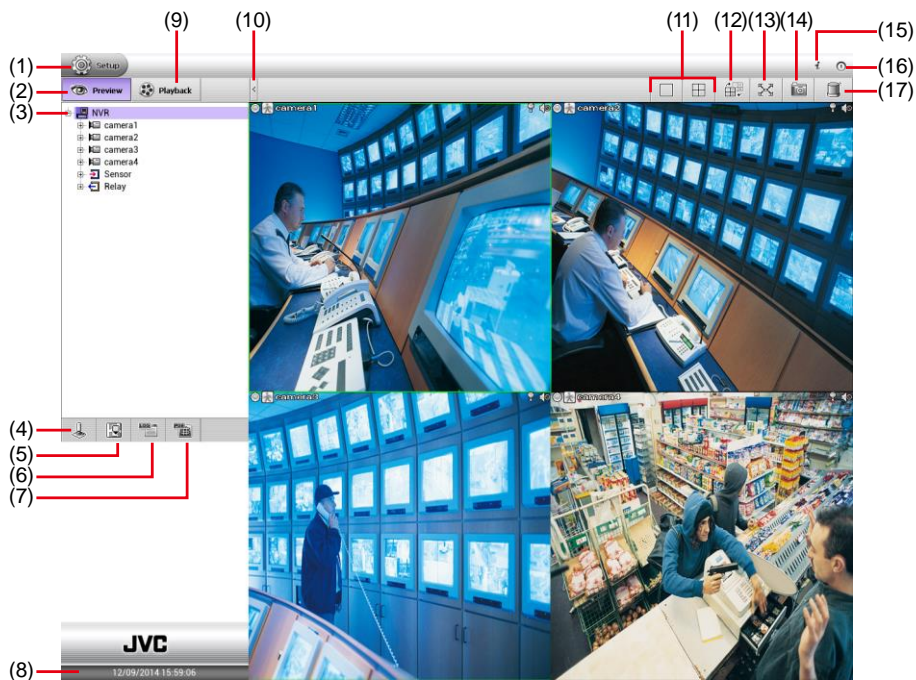 (9) (10) (11) (12)(13)(14) (15)
(1) Setup (16)
(2) Preview Playback (17)
(3) NVR
camera1
camera2
camera3
camera4
Sensor
Relay
camera1 camera2
camera3 camera4
(4)
(5)
(6)
(7)
JVC
(8) 12/09/2014 15:59:06